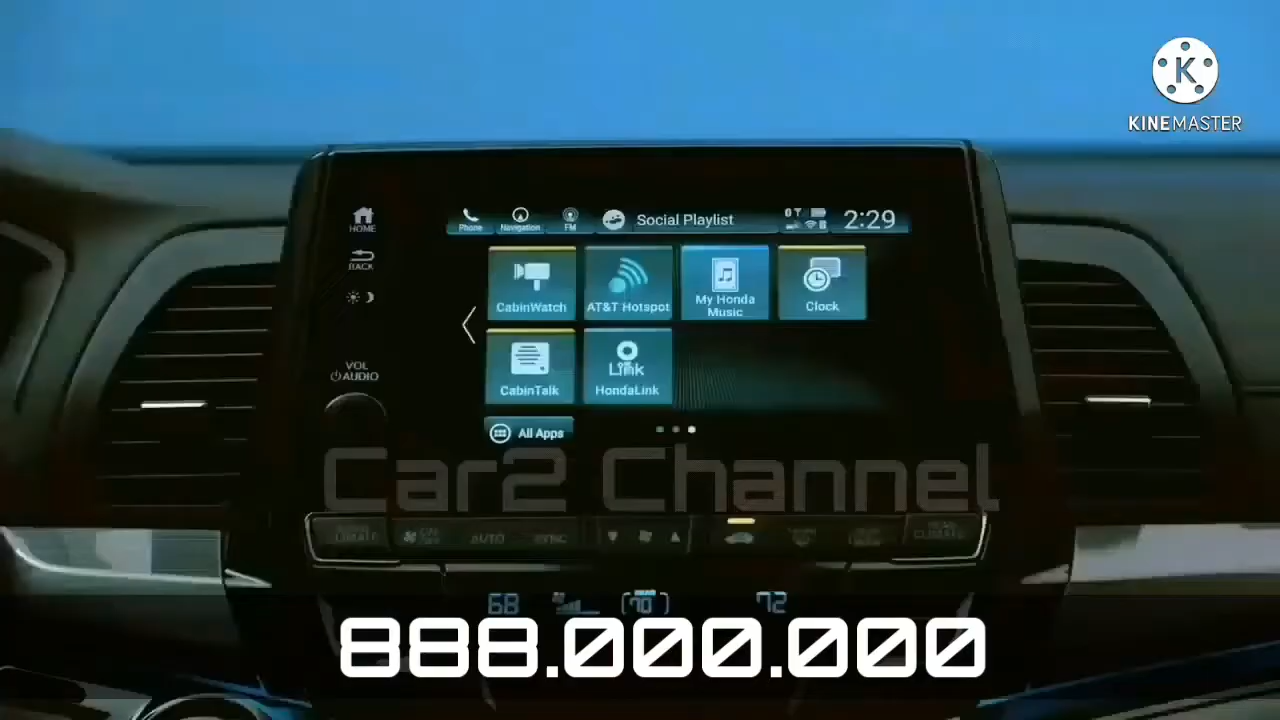 KINEMASTER
HOME
Phone
Navigation
FM
Social Playlist
2:29
BACK
CabinWatch
AT&T Hotspot
My Honda
Music
Clock
VOL
AUDIO
Link
CabinTalk
HondaLink
All Apps
Car2 Channel
AUTO
SYNC
CLIMATE
68
70
72
888.000.000